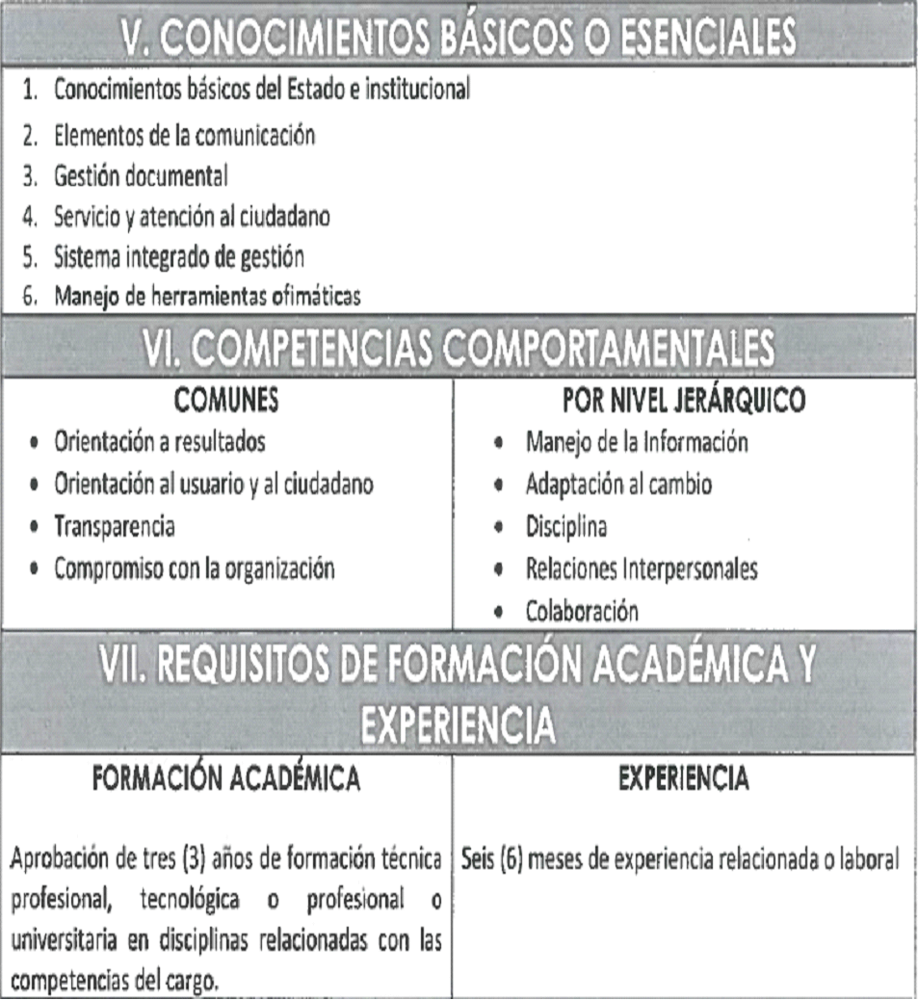 V. CONOCIMIENTOS BÁSICOS O ESENCIALES
1. Conocimientos básicos del Estado e institucional
2. Elementos de la comunicación
3. Gestión documental
4. Servicio y atención al ciudadano
5. Sistema integrado de gestión
6. Manejo de herramientas ofimáticas
VI. COMPETENCIAS COMPORTAMENTALES
COMUNES
• Orientación a resultados
• Orientación al usuario y al ciudadano
• Transparencia
• Compromiso con la organización
POR NIVEL JERÁRQUICO
• Manejo de la Información
• Adaptación al cambio
• Disciplina
• Relaciones Interpersonales
• Colaboración
VII. REQUISITOS DE FORMACIÓN ACADÉMICA Y
EXPERIENCIA
FORMACIÓN ACADÉMICA
Aprobación de tres (3) años de formación técnica
profesional, tecnológica o profesional o
universitaria en disciplinas relacionadas con las
competencias del cargo.
EXPERIENCIA
Seis (6) meses de experiencia relacionada o laboral